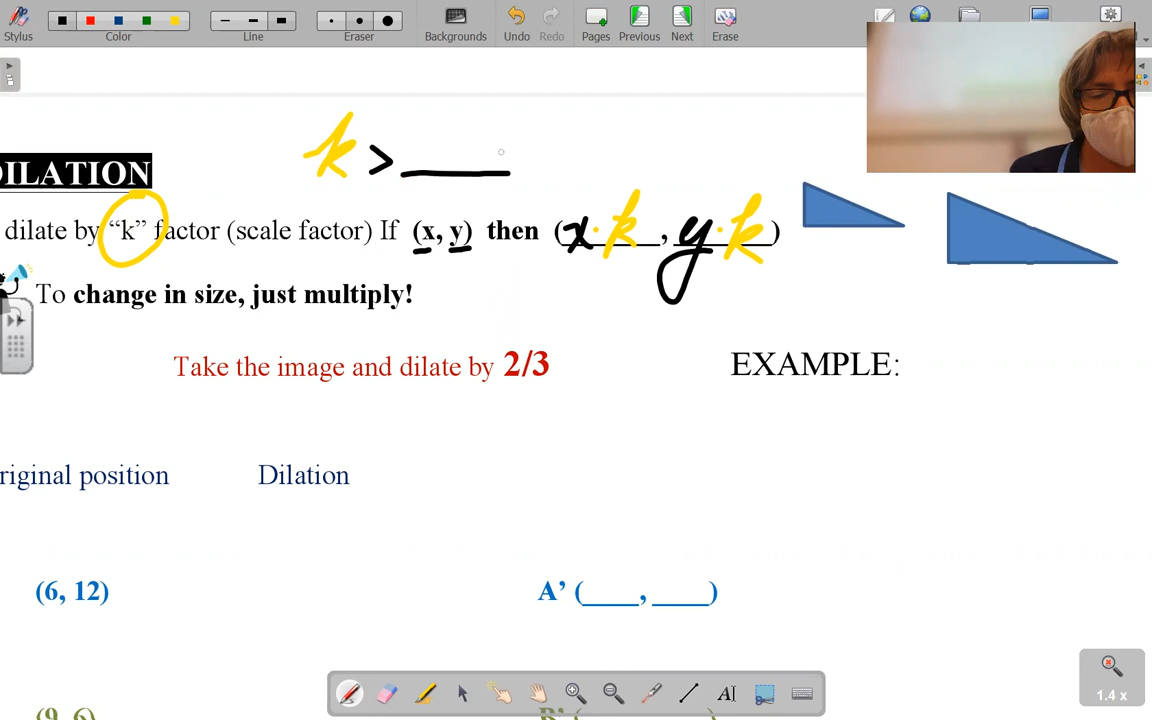 Stylus Color Line Eraser Backgrounds Undo Redo Pages Previous Next Erase
k > ____
DILATION
dilate by “k” factor (scale factor) If (x, y) then (x·k, y·k)
To change in size, just multiply!
Take the image and dilate by 2/3
EXAMPLE:
riginal position Dilation
(6, 12) A’ (____, ____)
1.4 x
(9, 6) B’ (